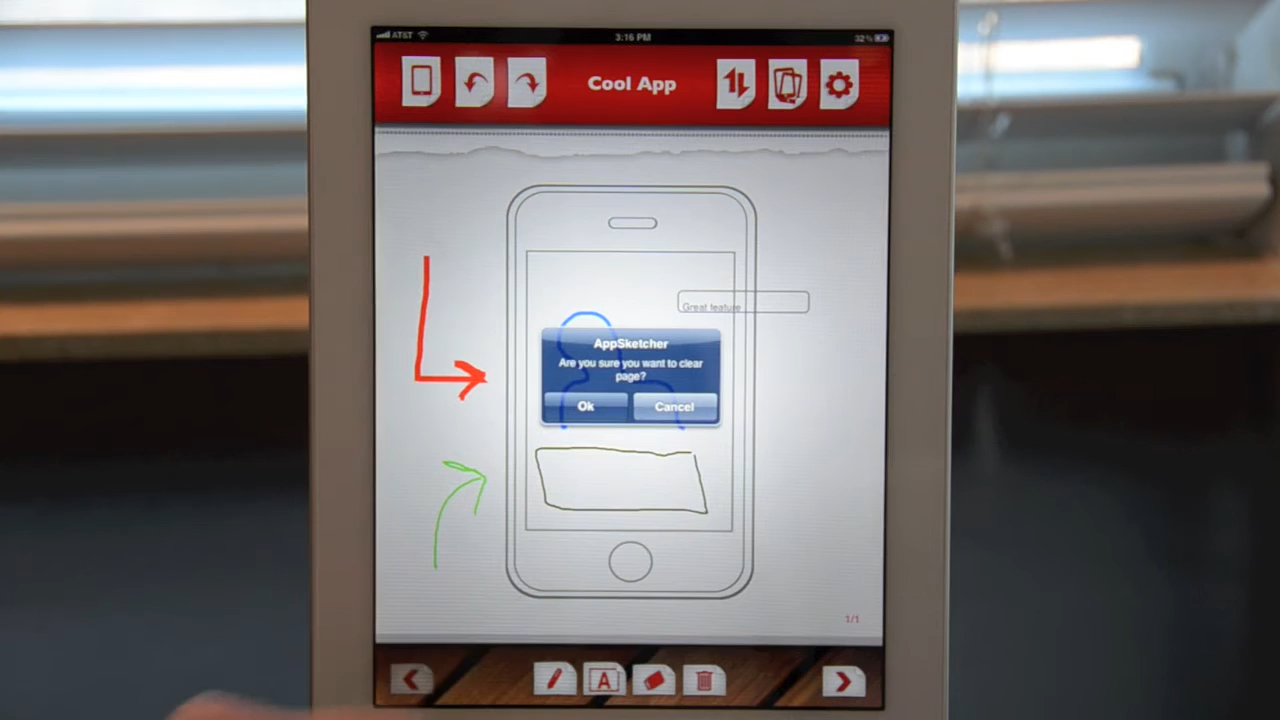 AT&T 3:16 PM 32%
Cool App
Great feature
AppSketcher
Are you sure you want to clear
page?
Ok Cancel
1/1
A